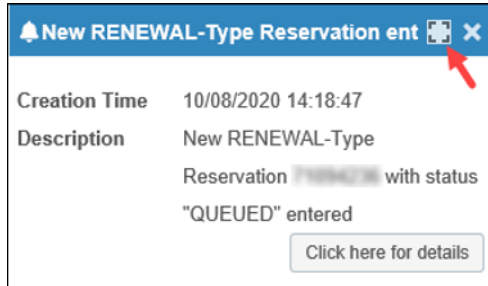 New RENEWAL-Type Reservation ent
Creation Time 10/08/2020 14:18:47
Description New RENEWAL-Type
Reservation with status
"QUEUED" entered
Click here for details